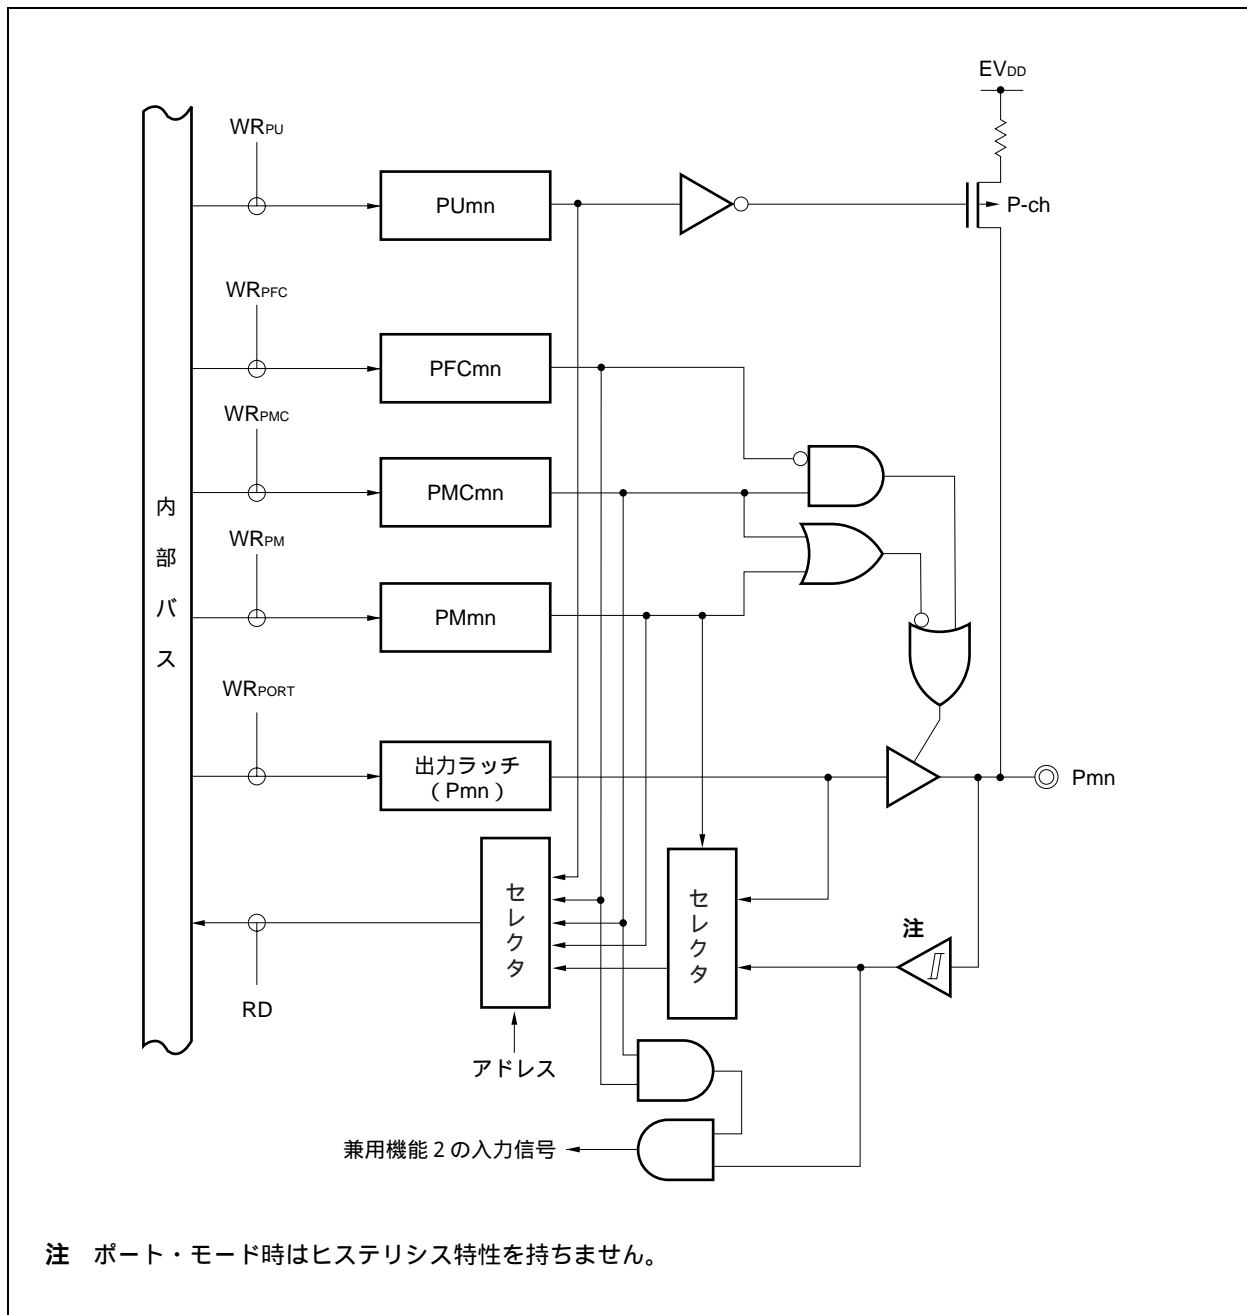 EVDD
WRPU
PUmn
P-ch
WRPFC
PFCmn
WRPMC
PMCmn
内部バス
WRPM
PMmn
WRPORT
出力ラッチ
(Pmn)
Pmn
セレクタ
セレクタ
注
RD
アドレス
兼用機能2の入力信号
注 ポート・モード時はヒステリシス特性を持ちません。